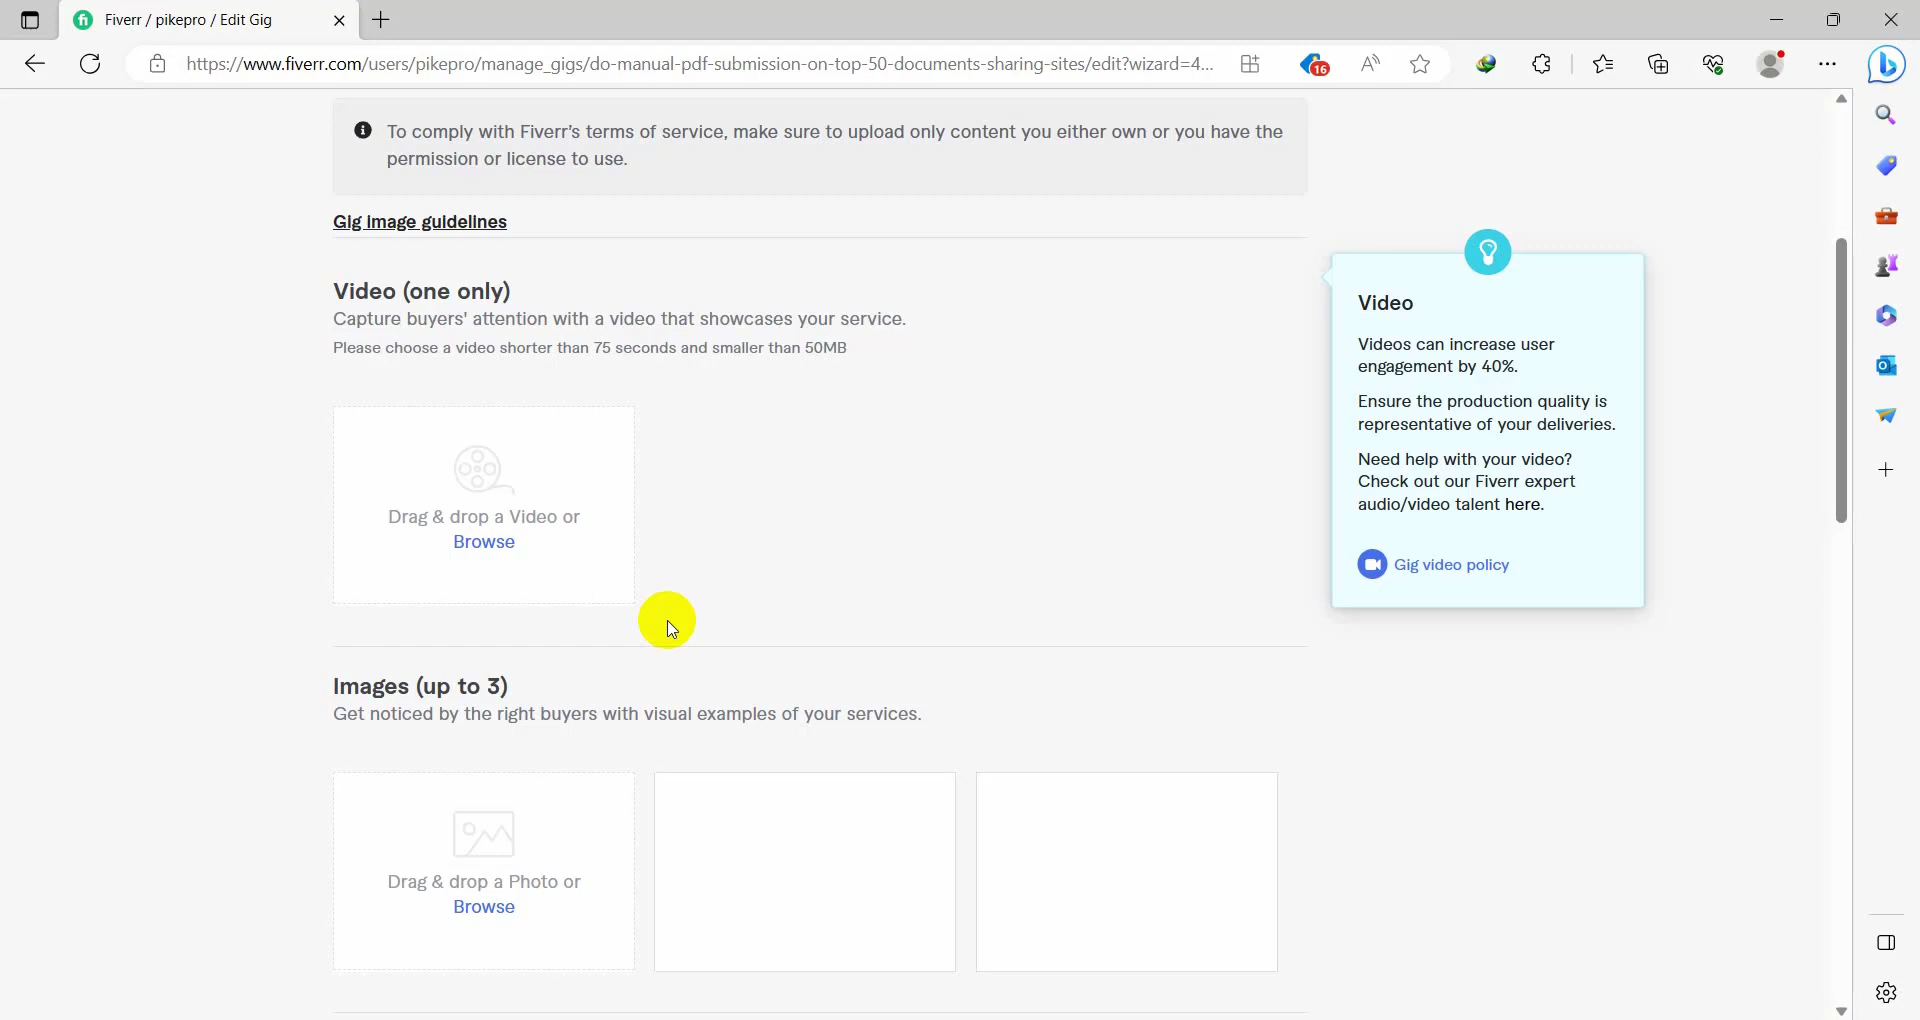 Fiverr / pikepro / Edit Gig
https://www.fiverr.com/users/pikepro/manage_gigs/do-manual-pdf-submission-on-top-50-documents-sharing-sites/edit?wizard=4...
16
To comply with Fiverr's terms of service, make sure to upload only content you either own or you have the
permission or license to use.
Gig image guidelines
Video (one only)
Capture buyers' attention with a video that showcases your service.
Please choose a video shorter than 75 seconds and smaller than 50MB
Drag & drop a Video or
Browse
Video
Videos can increase user
engagement by 40%.
Ensure the production quality is
representative of your deliveries.
Need help with your video?
Check out our Fiverr expert
audio/video talent here.
Gig video policy
Images (up to 3)
Get noticed by the right buyers with visual examples of your services.
Drag & drop a Photo or
Browse